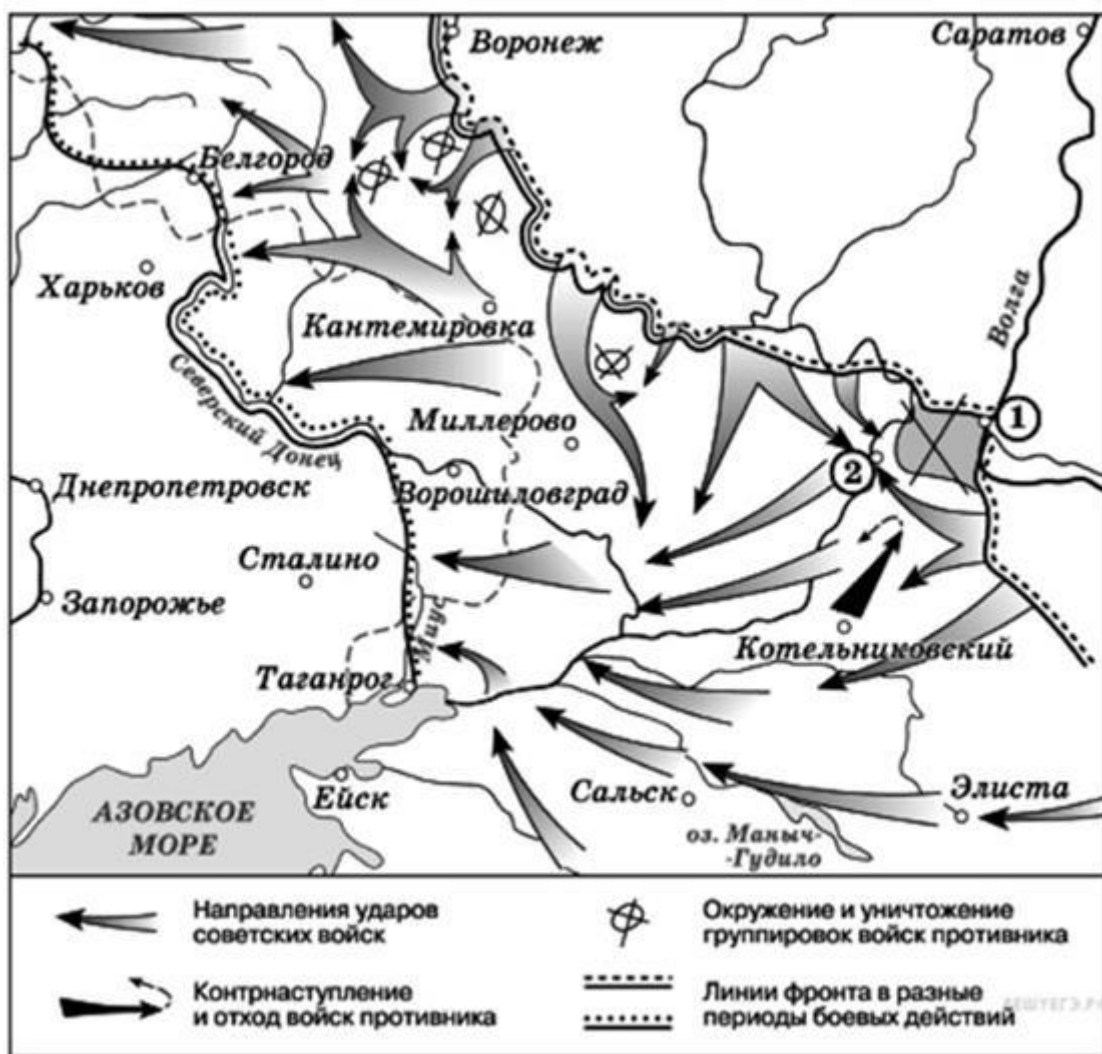 Воронеж
Саратов
Белгород
Волга
Харьков
Кантемировка
Северский Донец
Миллерово
1
2
Днепропетровск
Ворошиловград
Сталино
Запорожье
Миус
Котельниковский
Таганрог
Ейск
Сальск
Элиста
АЗОВСКОЕ
МОРЕ
оз. Маныч-
-Гудило
Направления ударов
советских войск
Окружение и уничтожение
группировок войск противника
Контрнаступление
и отход войск противника
Линии фронта в разные
периоды боевых действий